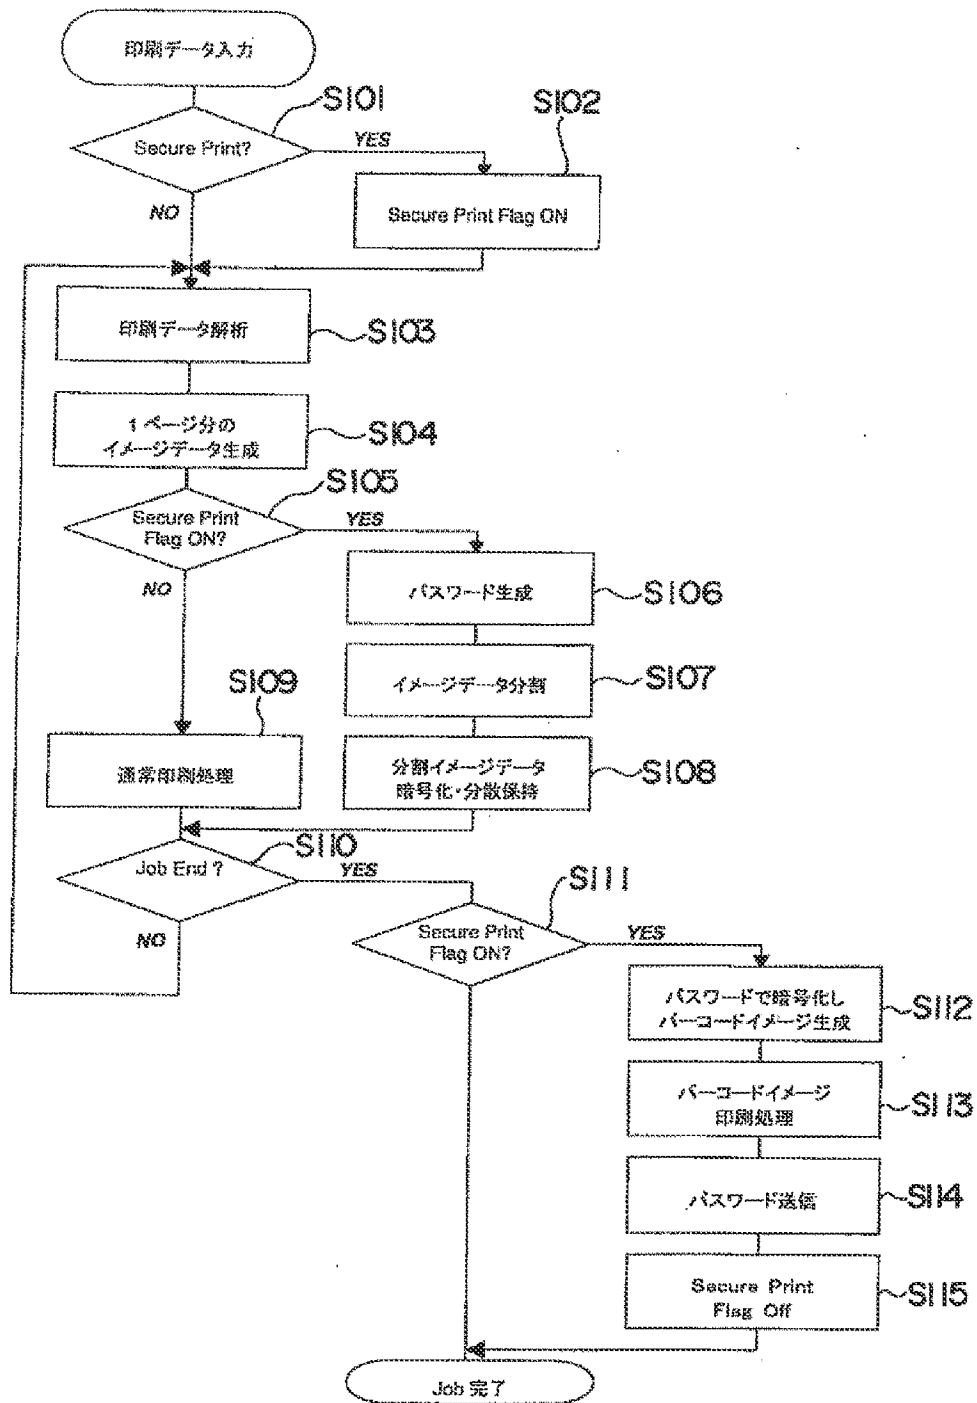 印刷データ入力
S101
S102
Secure Print?
YES
NO
Secure Print Flag ON
印刷データ解析
S103
1 ページ分の
イメージデータ生成
S104
S105
Secure Print
Flag ON?
YES
NO
パスワード生成
S106
イメージデータ分割
S107
S109
通常印刷処理
分割イメージデータ
暗号化・分散保持
S108
S110
Job End ?
YES
NO
S111
Secure Print
Flag ON?
YES
パスワードで暗号化し
バーコードイメージ生成
S112
バーコードイメージ
印刷処理
S113
パスワード送信
S114
Secure Print
Flag Off
S115
Job 完了